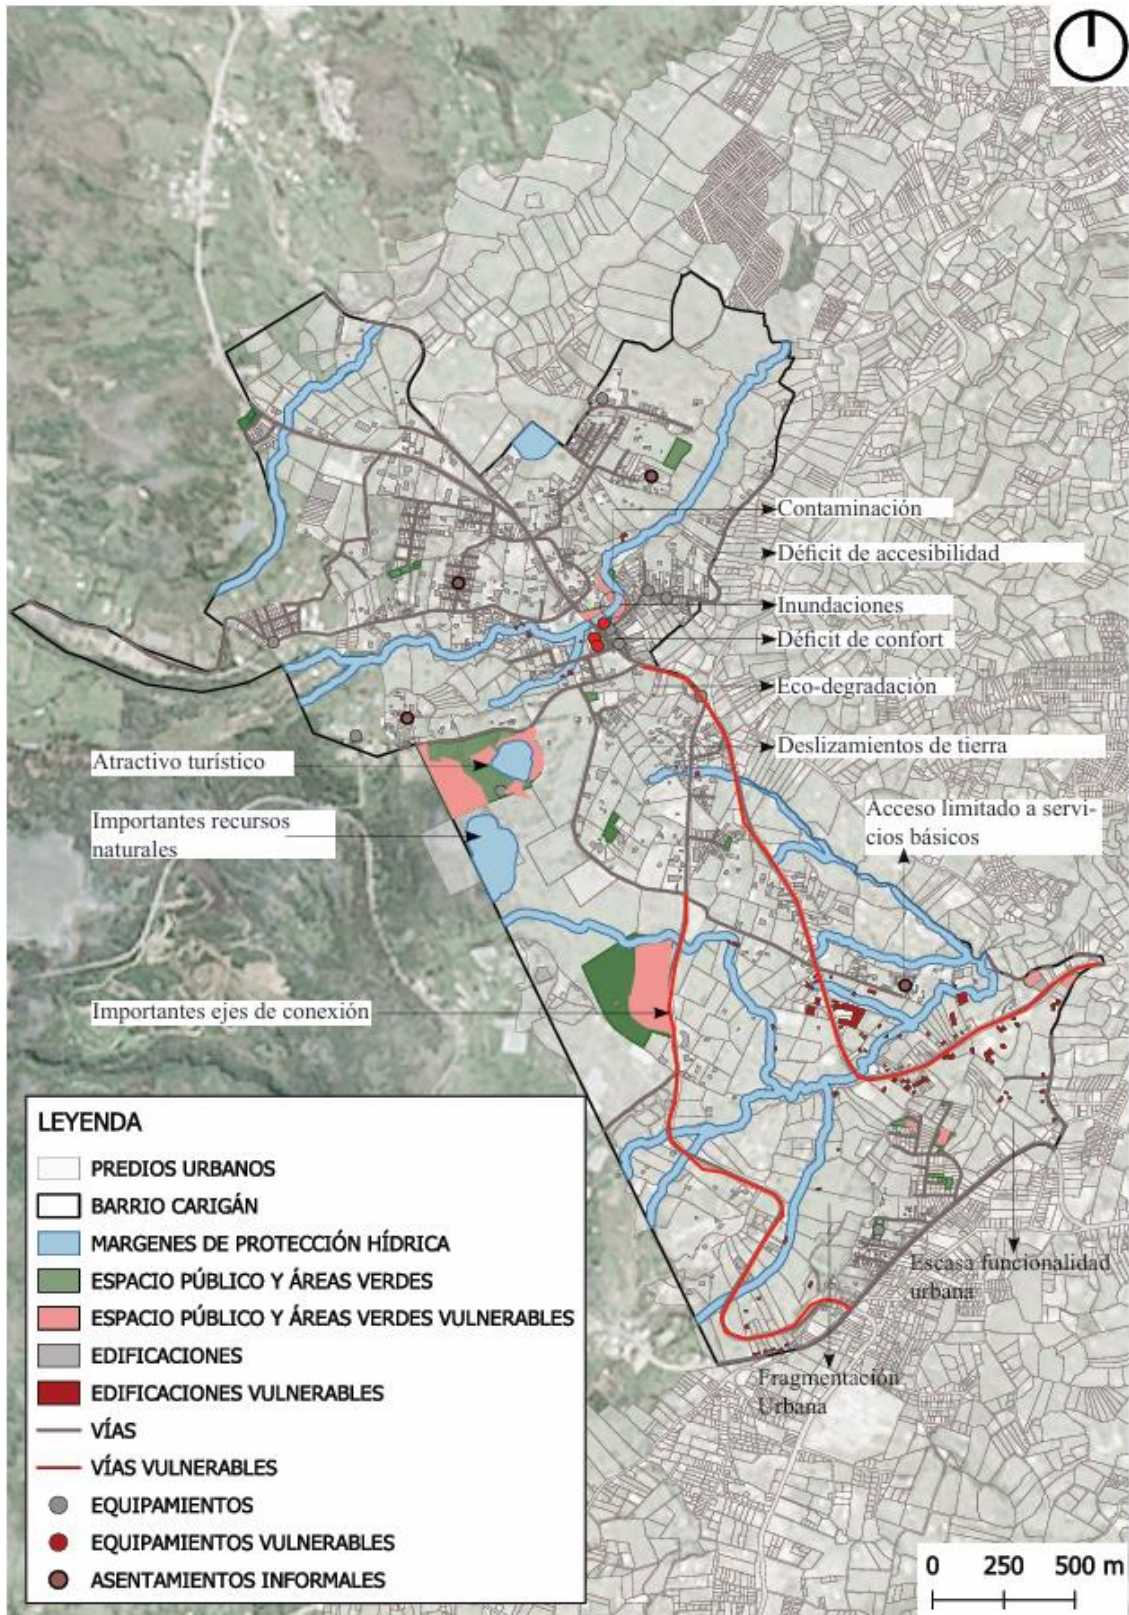 Contaminación
Déficit de accesibilidad
Inundaciones
Déficit de confort
Eco-degradación
Deslizamientos de tierra
Atractivo turístico
Importantes recursos
naturales
Acceso limitado a servi-
cios básicos
Importantes ejes de conexión
Escasa funcionalidad
urbana
Fragmentación
Urbana
LEYENDA
PREDIOS URBANOS
BARRIO CARIGÁN
MARGENES DE PROTECCIÓN HÍDRICA
ESPACIO PÚBLICO Y ÁREAS VERDES
ESPACIO PÚBLICO Y ÁREAS VERDES VULNERABLES
EDIFICACIONES
EDIFICACIONES VULNERABLES
VÍAS
VÍAS VULNERABLES
EQUIPAMIENTOS
EQUIPAMIENTOS VULNERABLES
ASENTAMIENTOS INFORMALES
0 250 500 m